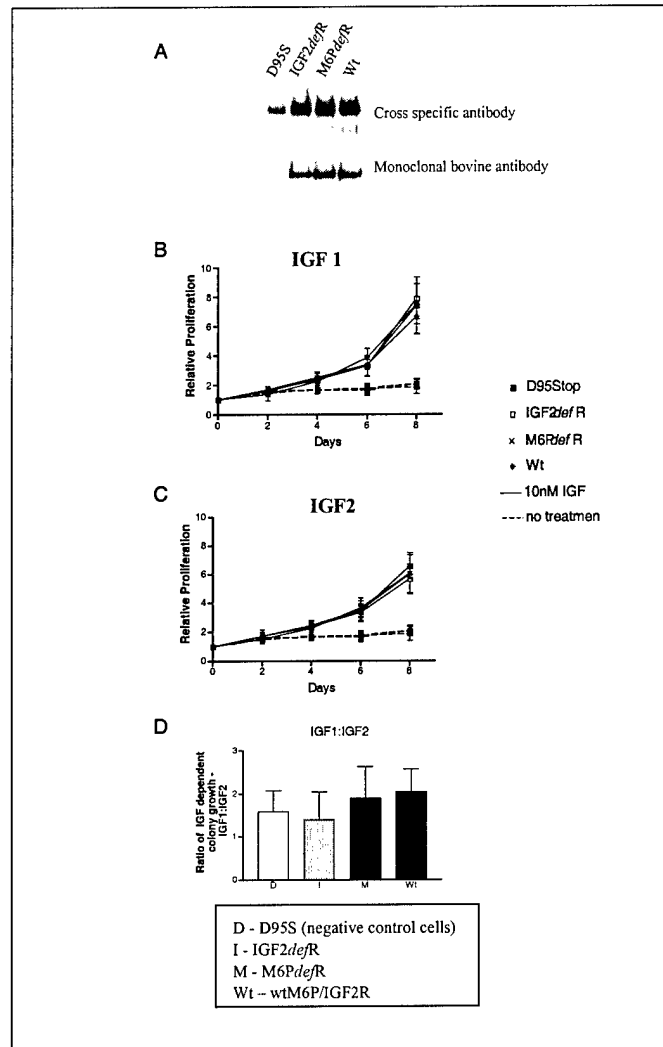 A
D95S IGF2defR M6PdefR Wt
Cross specific antibody
Monoclonal bovine antibody
B
IGF 1
Relative Proliferation
10
8
6
4
2
0
0 2 4 6 8
Days
D95Stop
IGF2def R
M6Pdef R
Wt
10nM IGF
no treatmen
C
IGF2
Relative Proliferation
10
8
6
4
2
0
0 2 4 6 8
Days
D
IGF1:IGF2
Ratio of IGF dependent
colony growth -
IGF1:IGF2
3
2
1
0
D I M Wt
D - D95S (negative control cells)
I - IGF2defR
M - M6PdefR
Wt – wtM6P/IGF2R